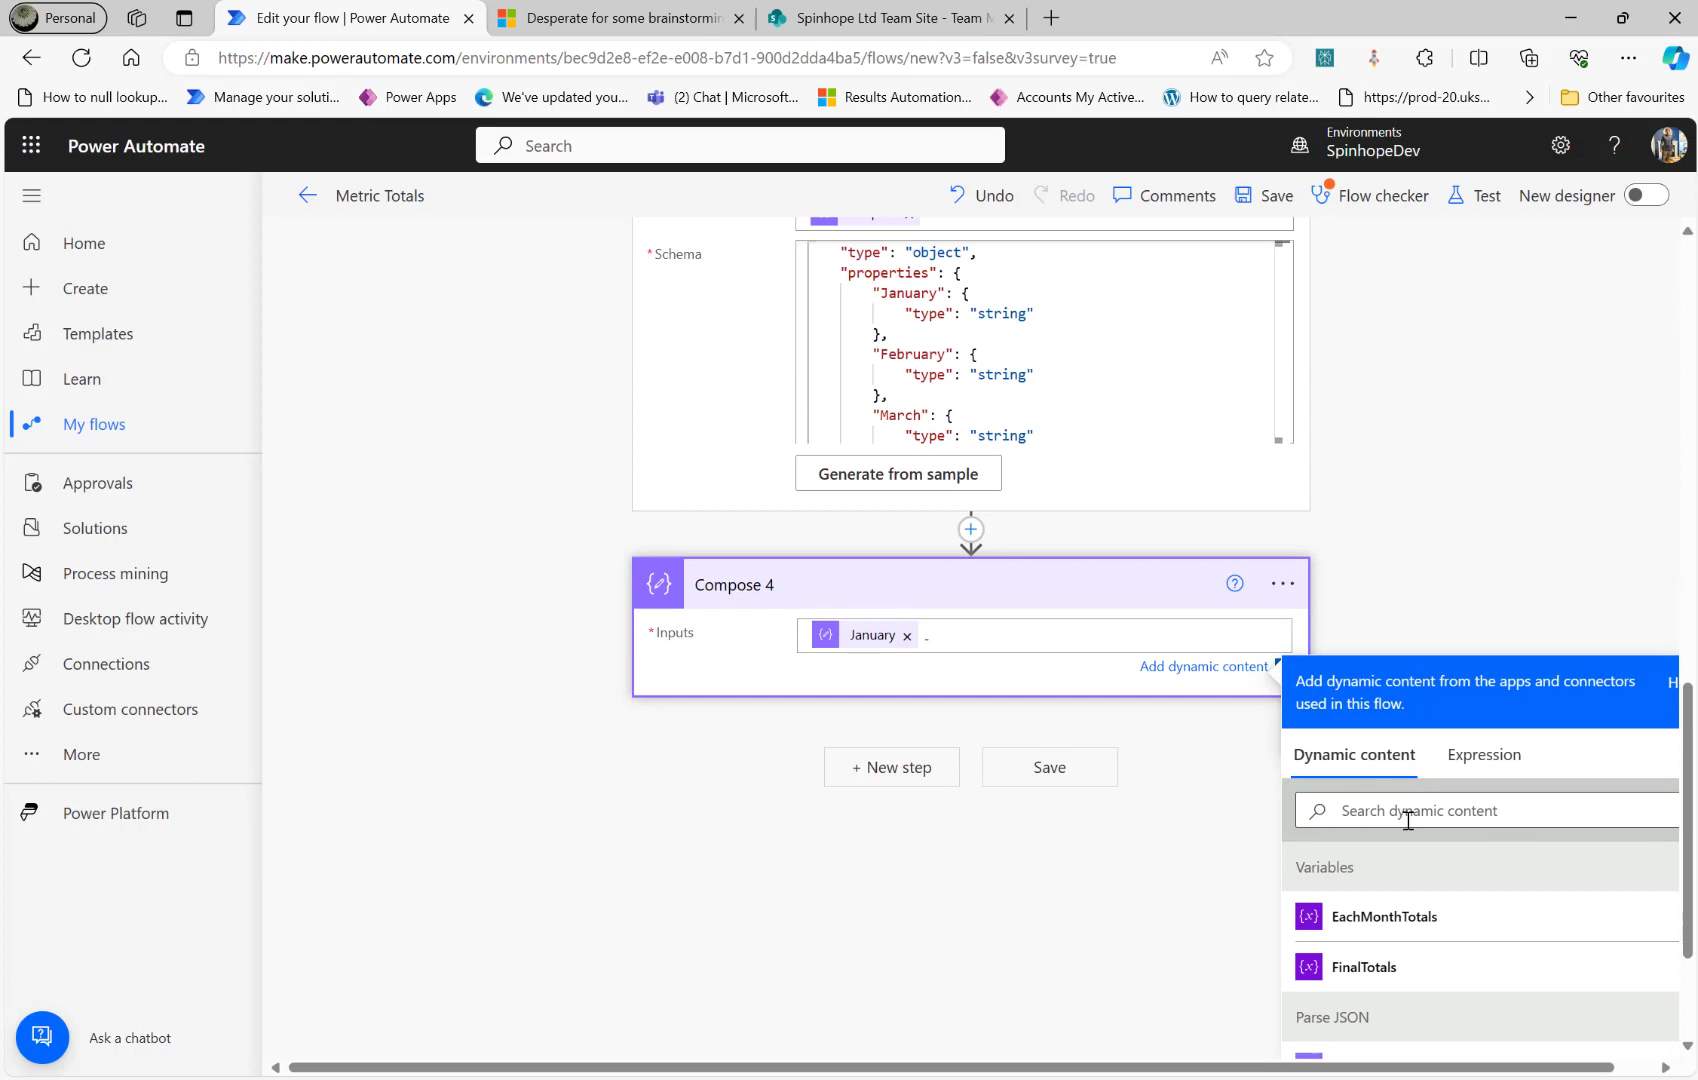 Personal
Edit your flow | Power Automate
Desperate for some brainstormin
Spinhope Ltd Team Site - Team M
https://make.powerautomate.com/environments/bec9d2e8-ef2e-e008-b7d1-900d2dda4ba5/flows/new?v3=false&v3survey=true
How to null lookup...
Manage your soluti...
Power Apps
We've updated you...
(2) Chat | Microsoft...
Results Automation...
Accounts My Active...
How to query relate...
https://prod-20.uks...
Other favourites
Power Automate
Search
Environments
SpinhopeDev
Metric Totals
Undo
Redo
Comments
Save
Flow checker
Test
New designer
Home
Create
Templates
Learn
My flows
Approvals
Solutions
Process mining
Desktop flow activity
Connections
Custom connectors
More
Power Platform
Ask a chatbot
* Schema
"type": "object",
"properties": {
"January": {
"type": "string"
},
"February": {
"type": "string"
},
"March": {
"type": "string"
Generate from sample
Compose 4
* Inputs
January × -
Add dynamic content
+ New step
Save
Add dynamic content from the apps and connectors
used in this flow.
H
Dynamic content
Expression
Search dynamic content
Variables
EachMonthTotals
FinalTotals
Parse JSON